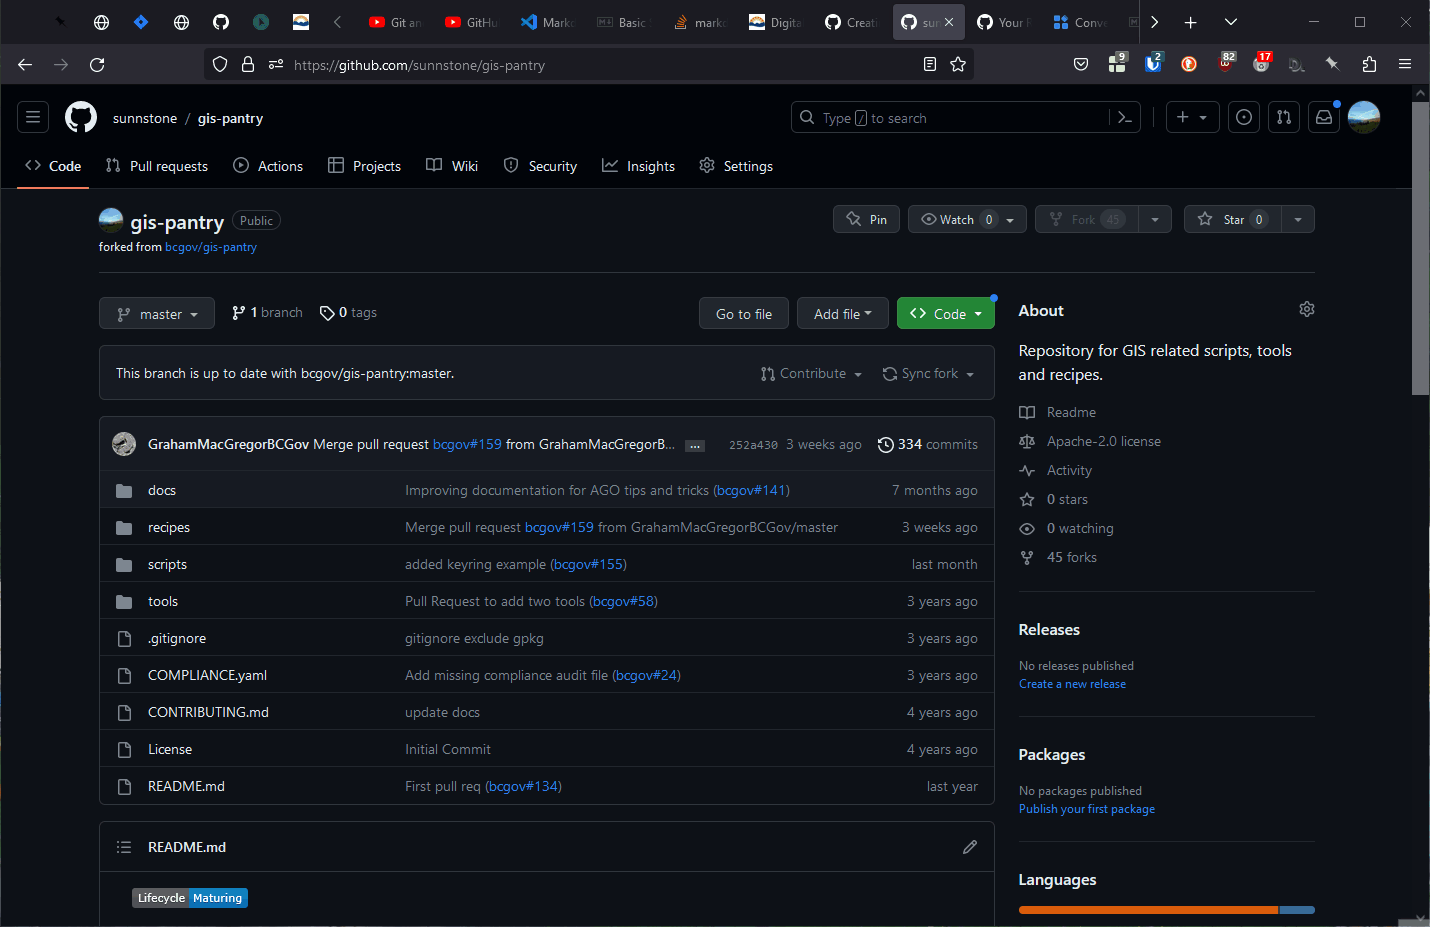 Git an
GitHu
Marko
Basic
markd
Digita
Creati
sun
Your R
Conve
https://github.com/sunnstone/gis-pantry
9
2
82
17
sunnstone / gis-pantry
Type / to search
Code
Pull requests
Actions
Projects
Wiki
Security
Insights
Settings
gis-pantry Public
forked from bcgov/gis-pantry
Pin
Watch 0
Fork 45
Star 0
master
1 branch
0 tags
Go to file
Add file
Code
This branch is up to date with bcgov/gis-pantry:master.
Contribute
Sync fork
GrahamMacGregorBCGov Merge pull request bcgov#159 from GrahamMacGregorB... ... 252a430 3 weeks ago 334 commits
docs Improving documentation for AGO tips and tricks (bcgov#141) 7 months ago
recipes Merge pull request bcgov#159 from GrahamMacGregorBCGov/master 3 weeks ago
scripts added keyring example (bcgov#155) last month
tools Pull Request to add two tools (bcgov#58) 3 years ago
.gitignore gitignore exclude gpkg 3 years ago
COMPLIANCE.yaml Add missing compliance audit file (bcgov#24) 3 years ago
CONTRIBUTING.md update docs 4 years ago
License Initial Commit 4 years ago
README.md First pull req (bcgov#134) last year
README.md
Lifecycle Maturing
About
Repository for GIS related scripts, tools
and recipes.
Readme
Apache-2.0 license
Activity
0 stars
0 watching
45 forks
Releases
No releases published
Create a new release
Packages
No packages published
Publish your first package
Languages